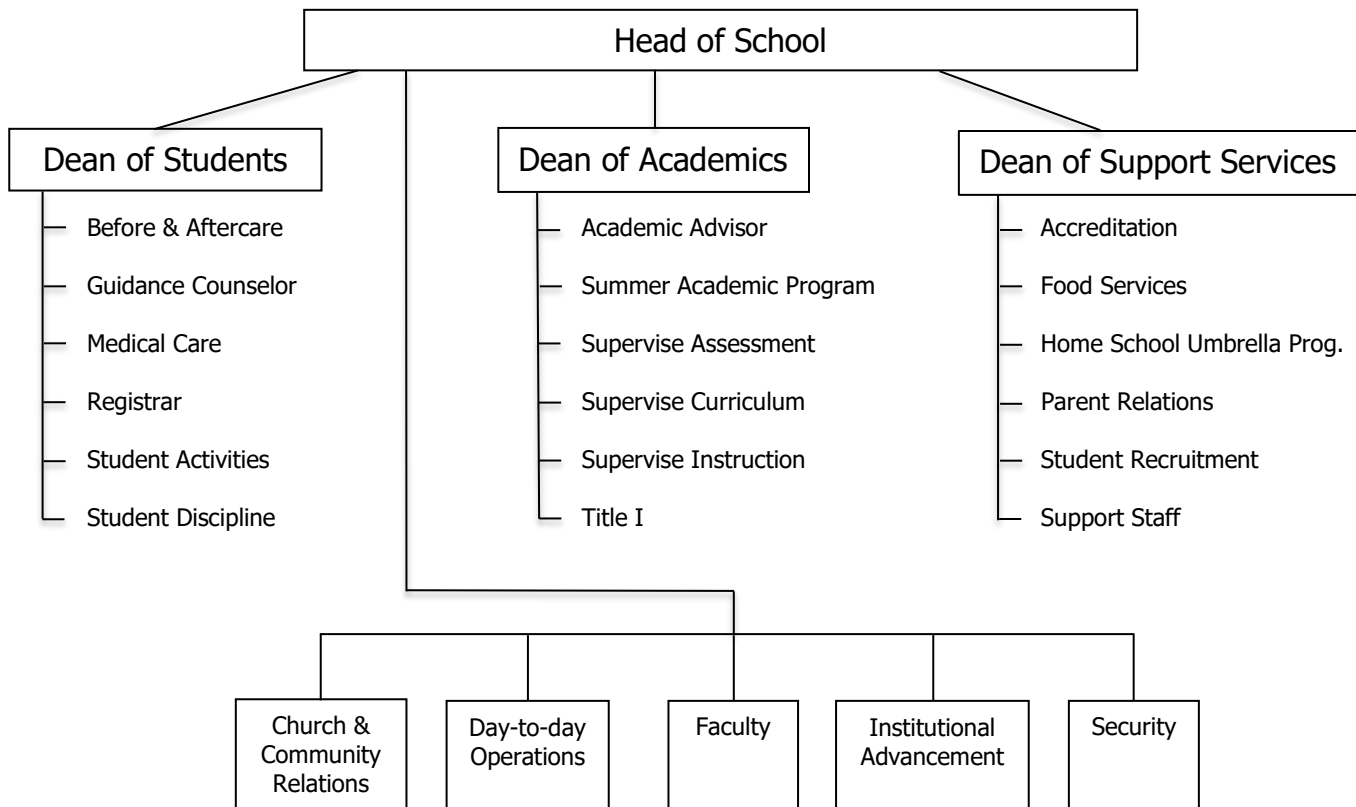 Head of School
Dean of Students
Before & Aftercare
Guidance Counselor
Medical Care
Registrar
Student Activities
Student Discipline
Dean of Academics
Academic Advisor
Summer Academic Program
Supervise Assessment
Supervise Curriculum
Supervise Instruction
Title I
Dean of Support Services
Accreditation
Food Services
Home School Umbrella Prog.
Parent Relations
Student Recruitment
Support Staff
Church &
Community
Relations
Day-to-day
Operations
Faculty
Institutional
Advancement
Security